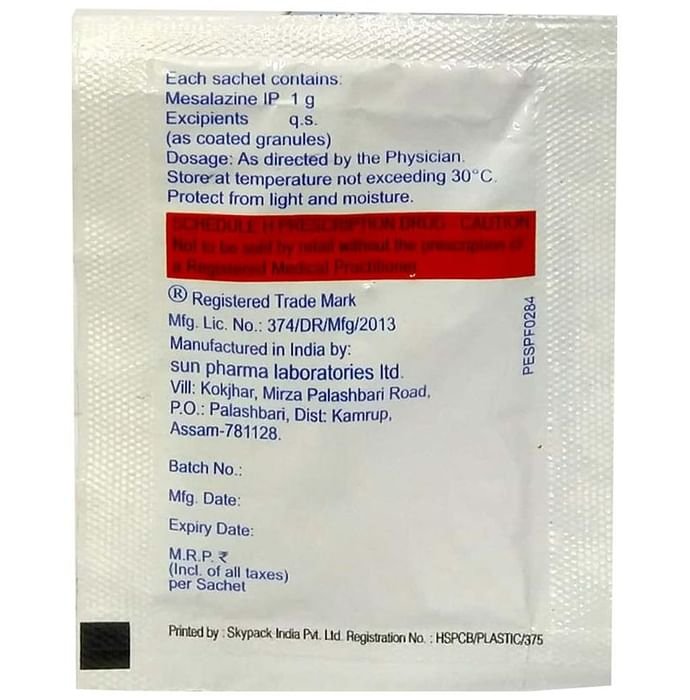 Each sachet contains:
Mesalazine IP 1 g
Excipients q.s.
(as coated granules)
Dosage: As directed by the Physician.
Store at temperature not exceeding 30°C.
Protect from light and moisture.
SCHEDULE H PRESCRIPTION DRUG - CAUTION
Not to be sold by retail without the prescription of
a Registered Medical Practitioner
® Registered Trade Mark
Mfg. Lic. No.: 374/DR/Mfg/2013
Manufactured in India by:
sun pharma laboratories ltd.
Vill: Kokjhar, Mirza Palashbari Road,
P.O.: Palashbari, Dist: Kamrup,
Assam-781128.
PESPF0284
Batch No.:
Mfg. Date:
Expiry Date:
M.R.P. ₹
(Incl. of all taxes)
per Sachet
Printed by : Skypack India Pvt. Ltd. Registration No. : HSPCB/PLASTIC/375